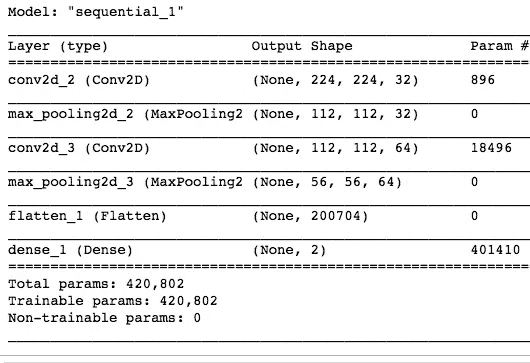 Model: "sequential_1"
Layer (type) Output Shape Param #
conv2d_2 (Conv2D) (None, 224, 224, 32) 896
max_pooling2d_2 (MaxPooling2 (None, 112, 112, 32) 0
conv2d_3 (Conv2D) (None, 112, 112, 64) 18496
max_pooling2d_3 (MaxPooling2 (None, 56, 56, 64) 0
flatten_1 (Flatten) (None, 200704) 0
dense_1 (Dense) (None, 2) 401410
Total params: 420,802
Trainable params: 420,802
Non-trainable params: 0